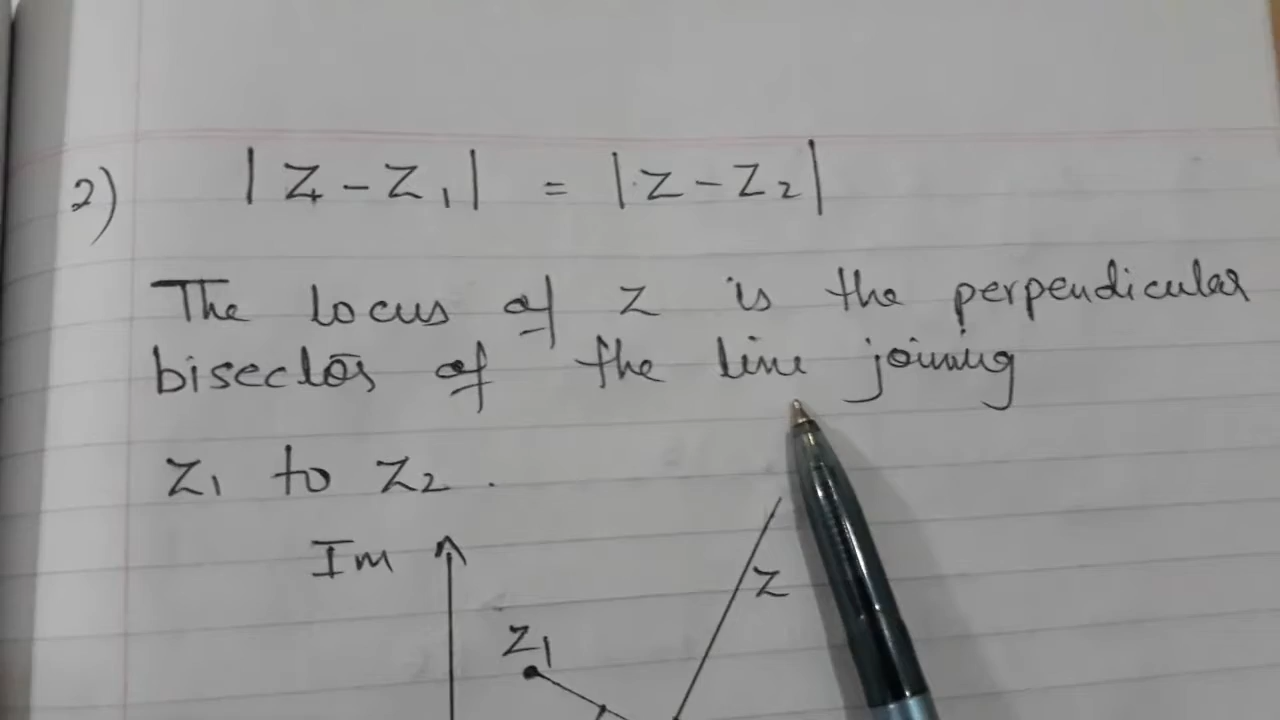 2) |Z - Z₁| = |Z - Z₂|
The locus of Z is the perpendicular
bisector of the line joining
Z₁ to Z₂.
Im
Z
Z₁